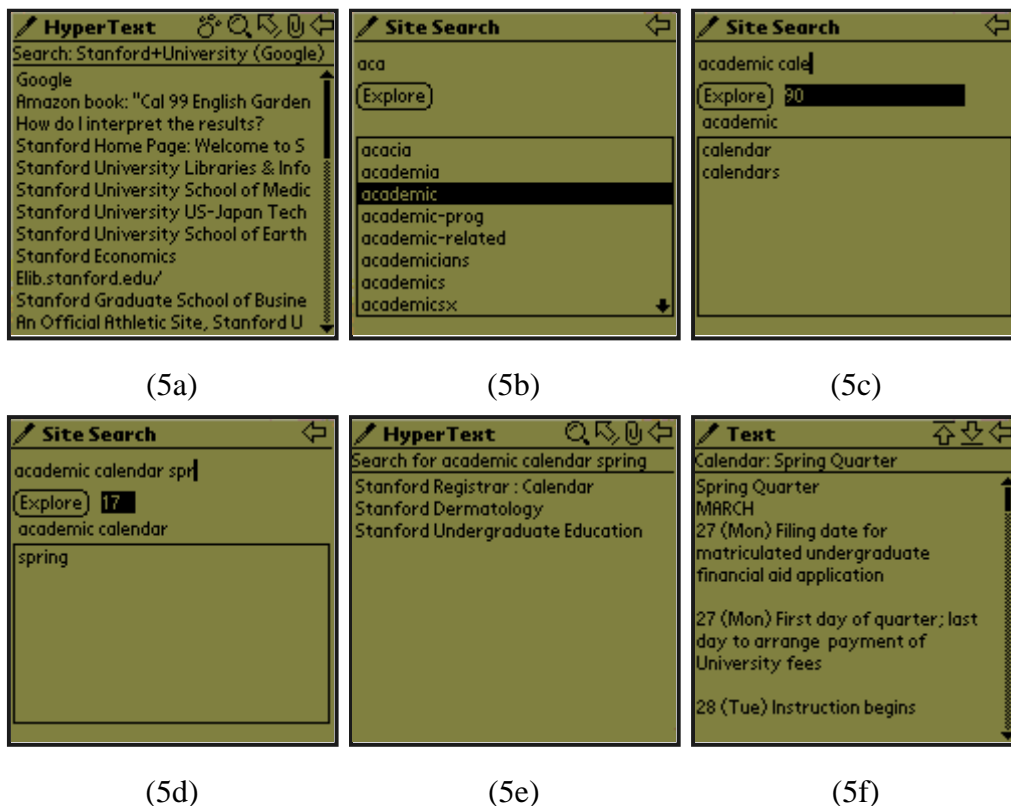 HyperText
Search: Stanford+University (Google)
Google
Amazon book: "Cal 99 English Garden
How do I interpret the results?
Stanford Home Page: Welcome to S
Stanford University Libraries & Info
Stanford University School of Medic
Stanford University US-Japan Tech
Stanford University School of Earth
Stanford Economics
Elib.stanford.edu/
Stanford Graduate School of Busine
An Official Athletic Site, Stanford U
(5a)
Site Search
aca
Explore
acacia
academia
academic
academic-prog
academic-related
academicians
academics
academicsx
(5b)
Site Search
academic cale
Explore 90
academic
calendar
calendars
(5c)
Site Search
academic calendar spr
Explore 17
academic calendar
spring
(5d)
HyperText
Search for academic calendar spring
Stanford Registrar : Calendar
Stanford Dermatology
Stanford Undergraduate Education
(5e)
Text
Calendar: Spring Quarter
Spring Quarter
MARCH
27 (Mon) Filing date for
matriculated undergraduate
financial aid application
27 (Mon) First day of quarter; last
day to arrange payment of
University fees
28 (Tue) Instruction begins
(5f)